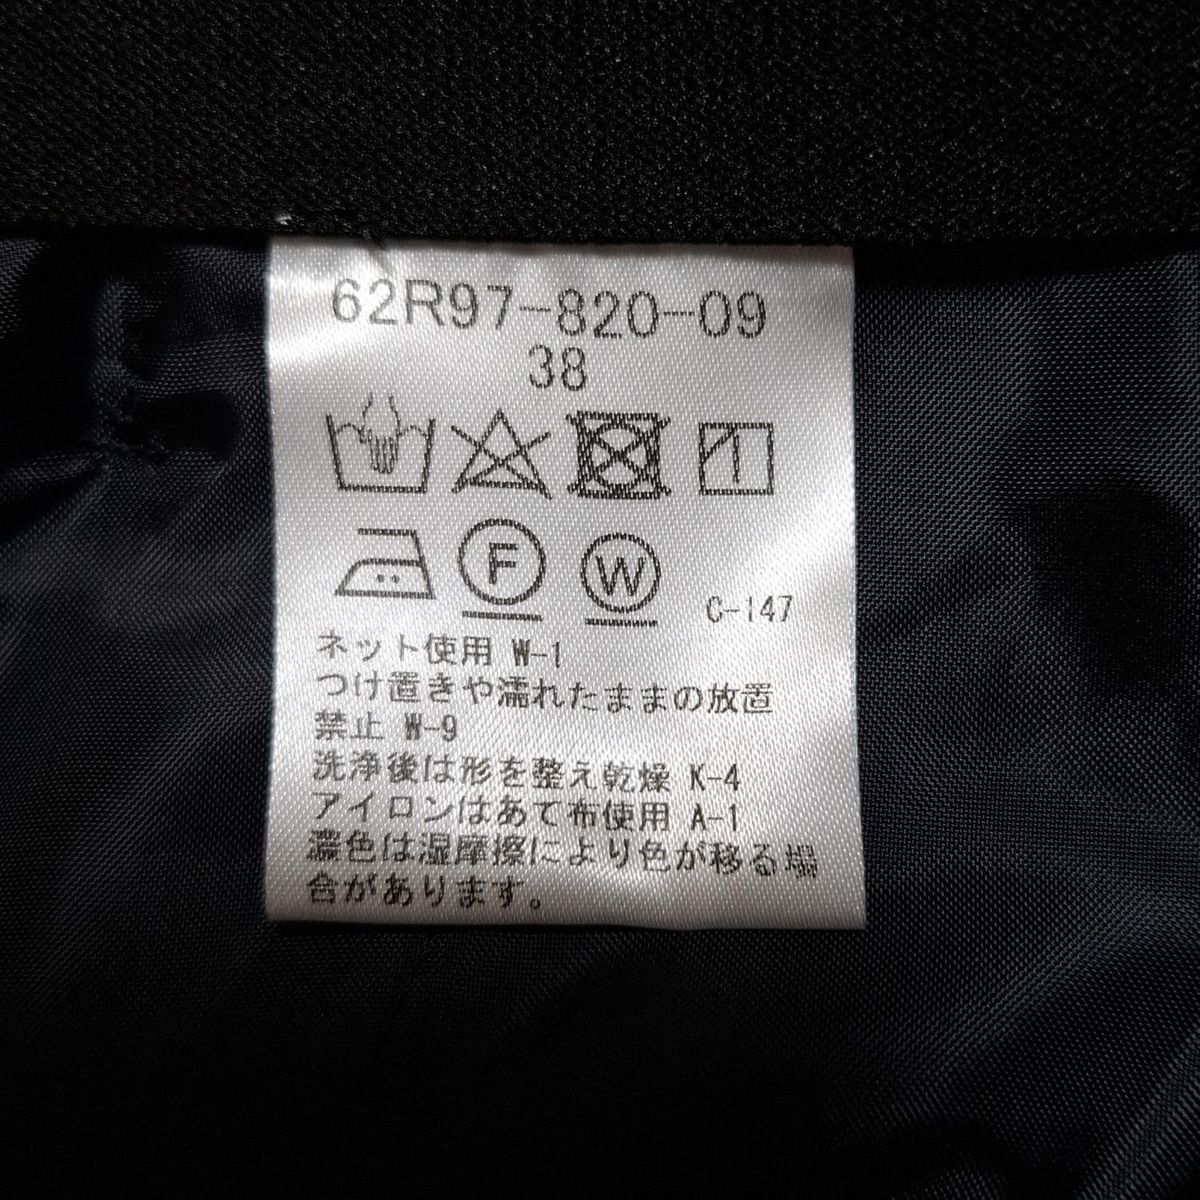 62R97-820-09
38
F W C-147
ネット使用 W-1
つけ置きや濡れたままの放置
禁止 W-9
洗浄後は形を整え乾燥 K-4
アイロンはあて布使用 A-1
濃色は湿摩擦により色が移る場
合があります。